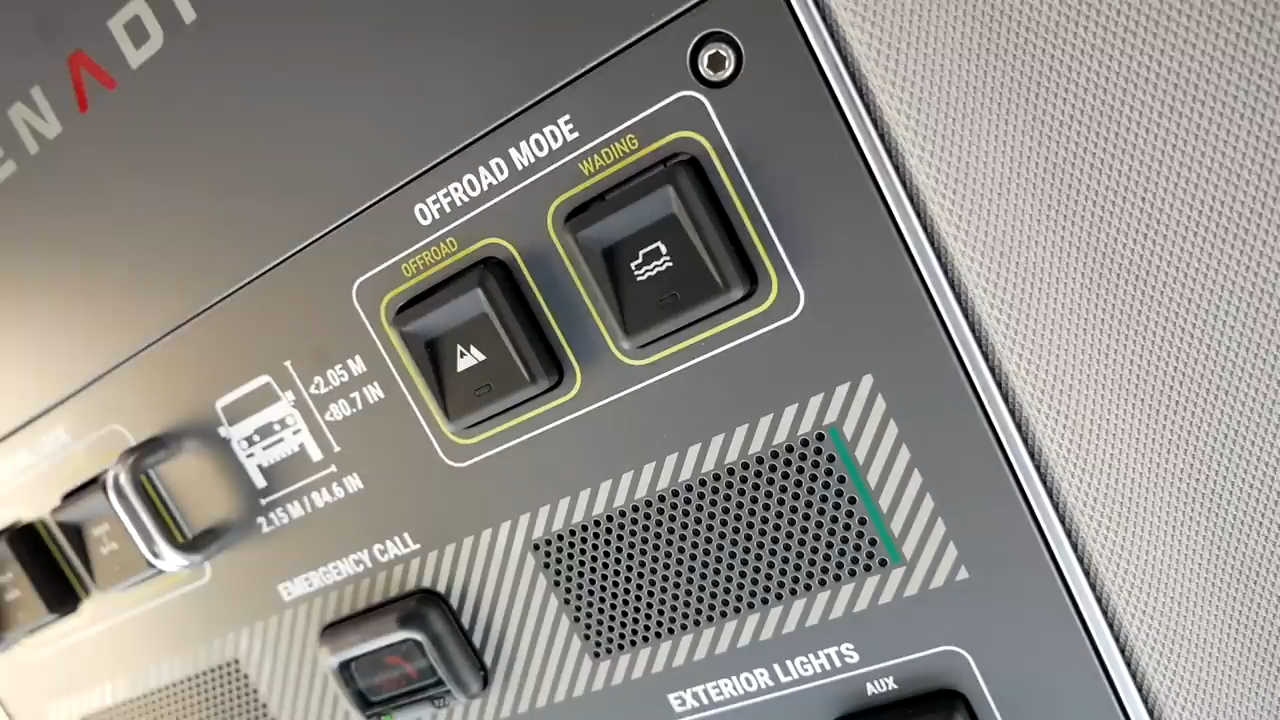 ENAD
OFFROAD MODE
OFFROAD
WADING
<2.05 M
<80.7 IN
2.15 M / 84.6 IN
EMERGENCY CALL
EXTERIOR LIGHTS
AUX